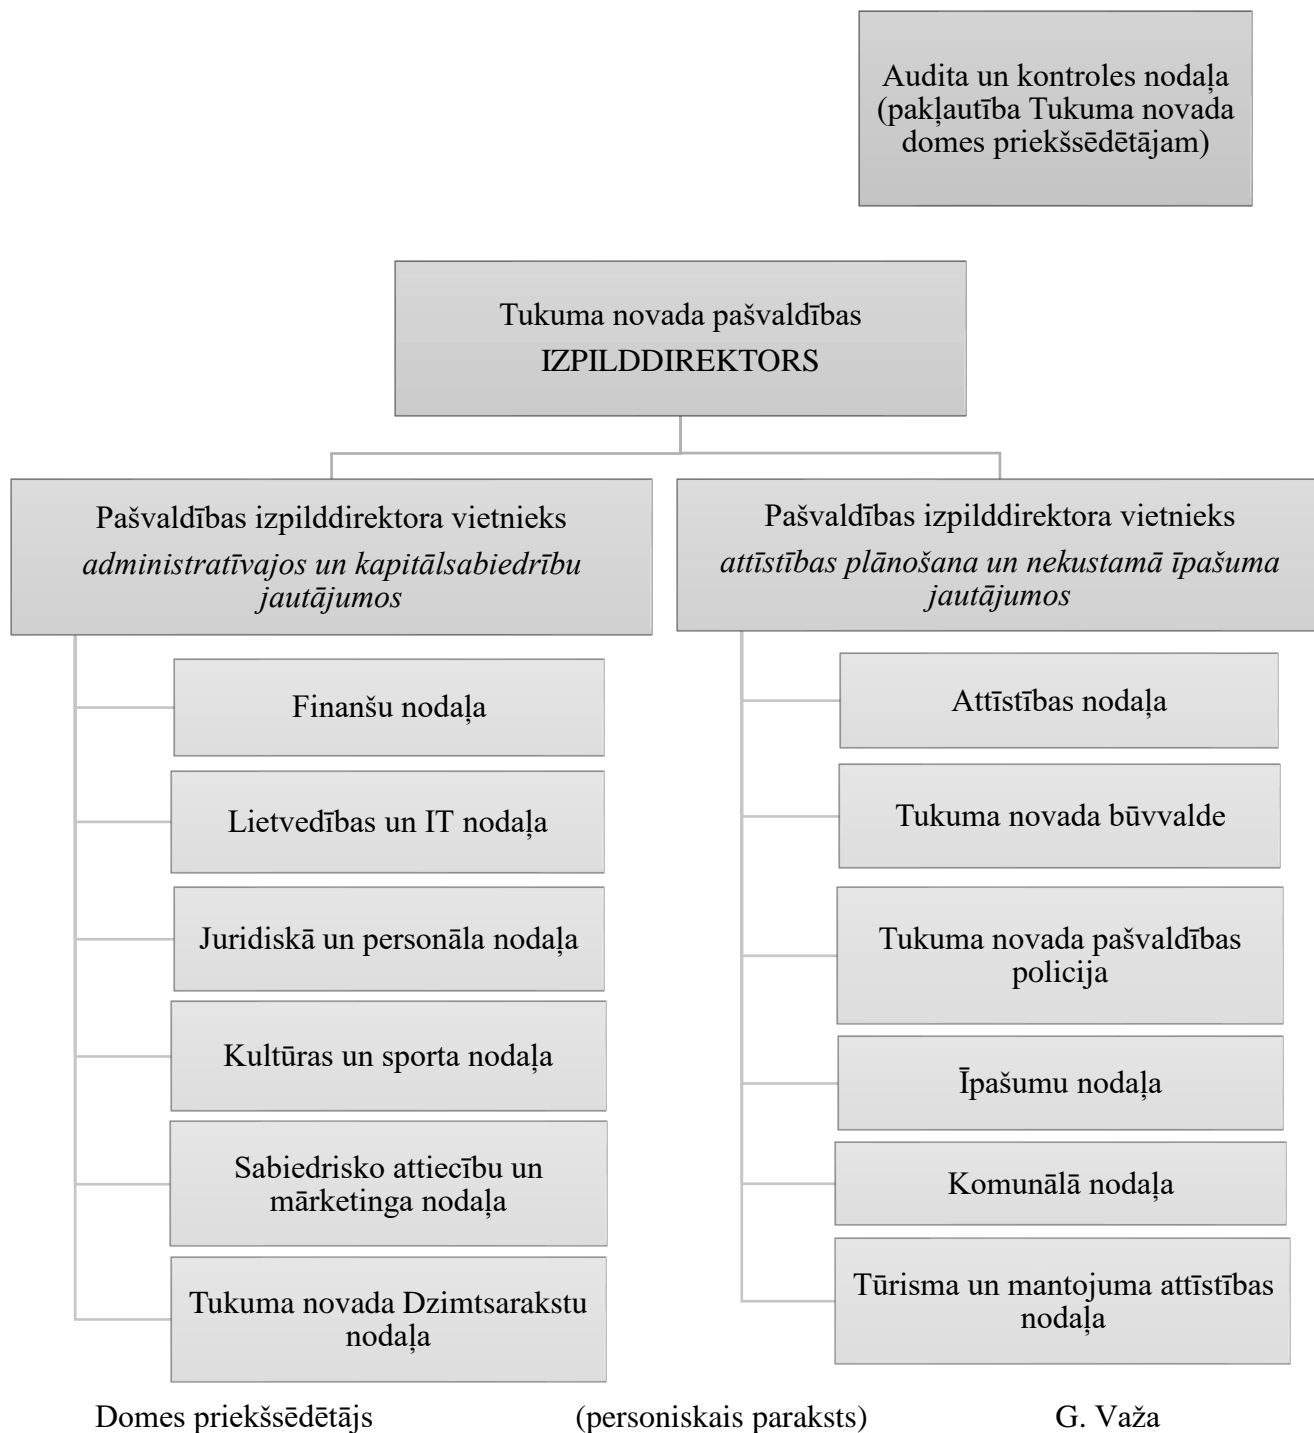 Audita un kontroles nodaļa
(pakļautība Tukuma novada
domes priekšsēdētājam)
Tukuma novada pašvaldības
IZPILDDIREKTORS
Pašvaldības izpilddirektora vietnieks
administratīvajos un kapitālsabiedrību
jautājumos
Finanšu nodaļa
Lietvedības un IT nodaļa
Juridiskā un personāla nodaļa
Kultūras un sporta nodaļa
Sabiedrisko attiecību un
mārketinga nodaļa
Tukuma novada Dzimtsarakstu
nodaļa
Pašvaldības izpilddirektora vietnieks
attīstības plānošana un nekustamā īpašuma
jautājumos
Attīstības nodaļa
Tukuma novada būvvalde
Tukuma novada pašvaldības
policija
Īpašumu nodaļa
Komunālā nodaļa
Tūrisma un mantojuma attīstības
nodaļa
Domes priekšsēdētājs (personiskais paraksts) G. Važa